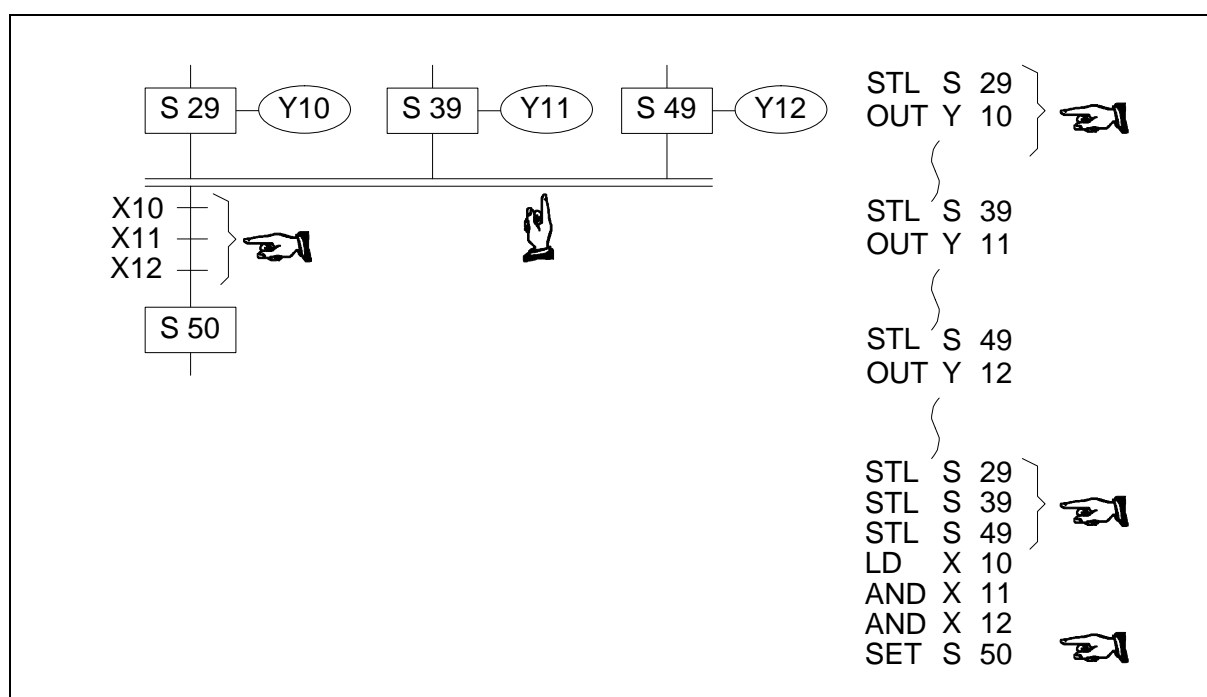 S 29 Y10 S 39 Y11 S 49 Y12
X10
X11
X12
S 50
STL S 29
OUT Y 10
STL S 39
OUT Y 11
STL S 49
OUT Y 12
STL S 29
STL S 39
STL S 49
LD X 10
AND X 11
AND X 12
SET S 50